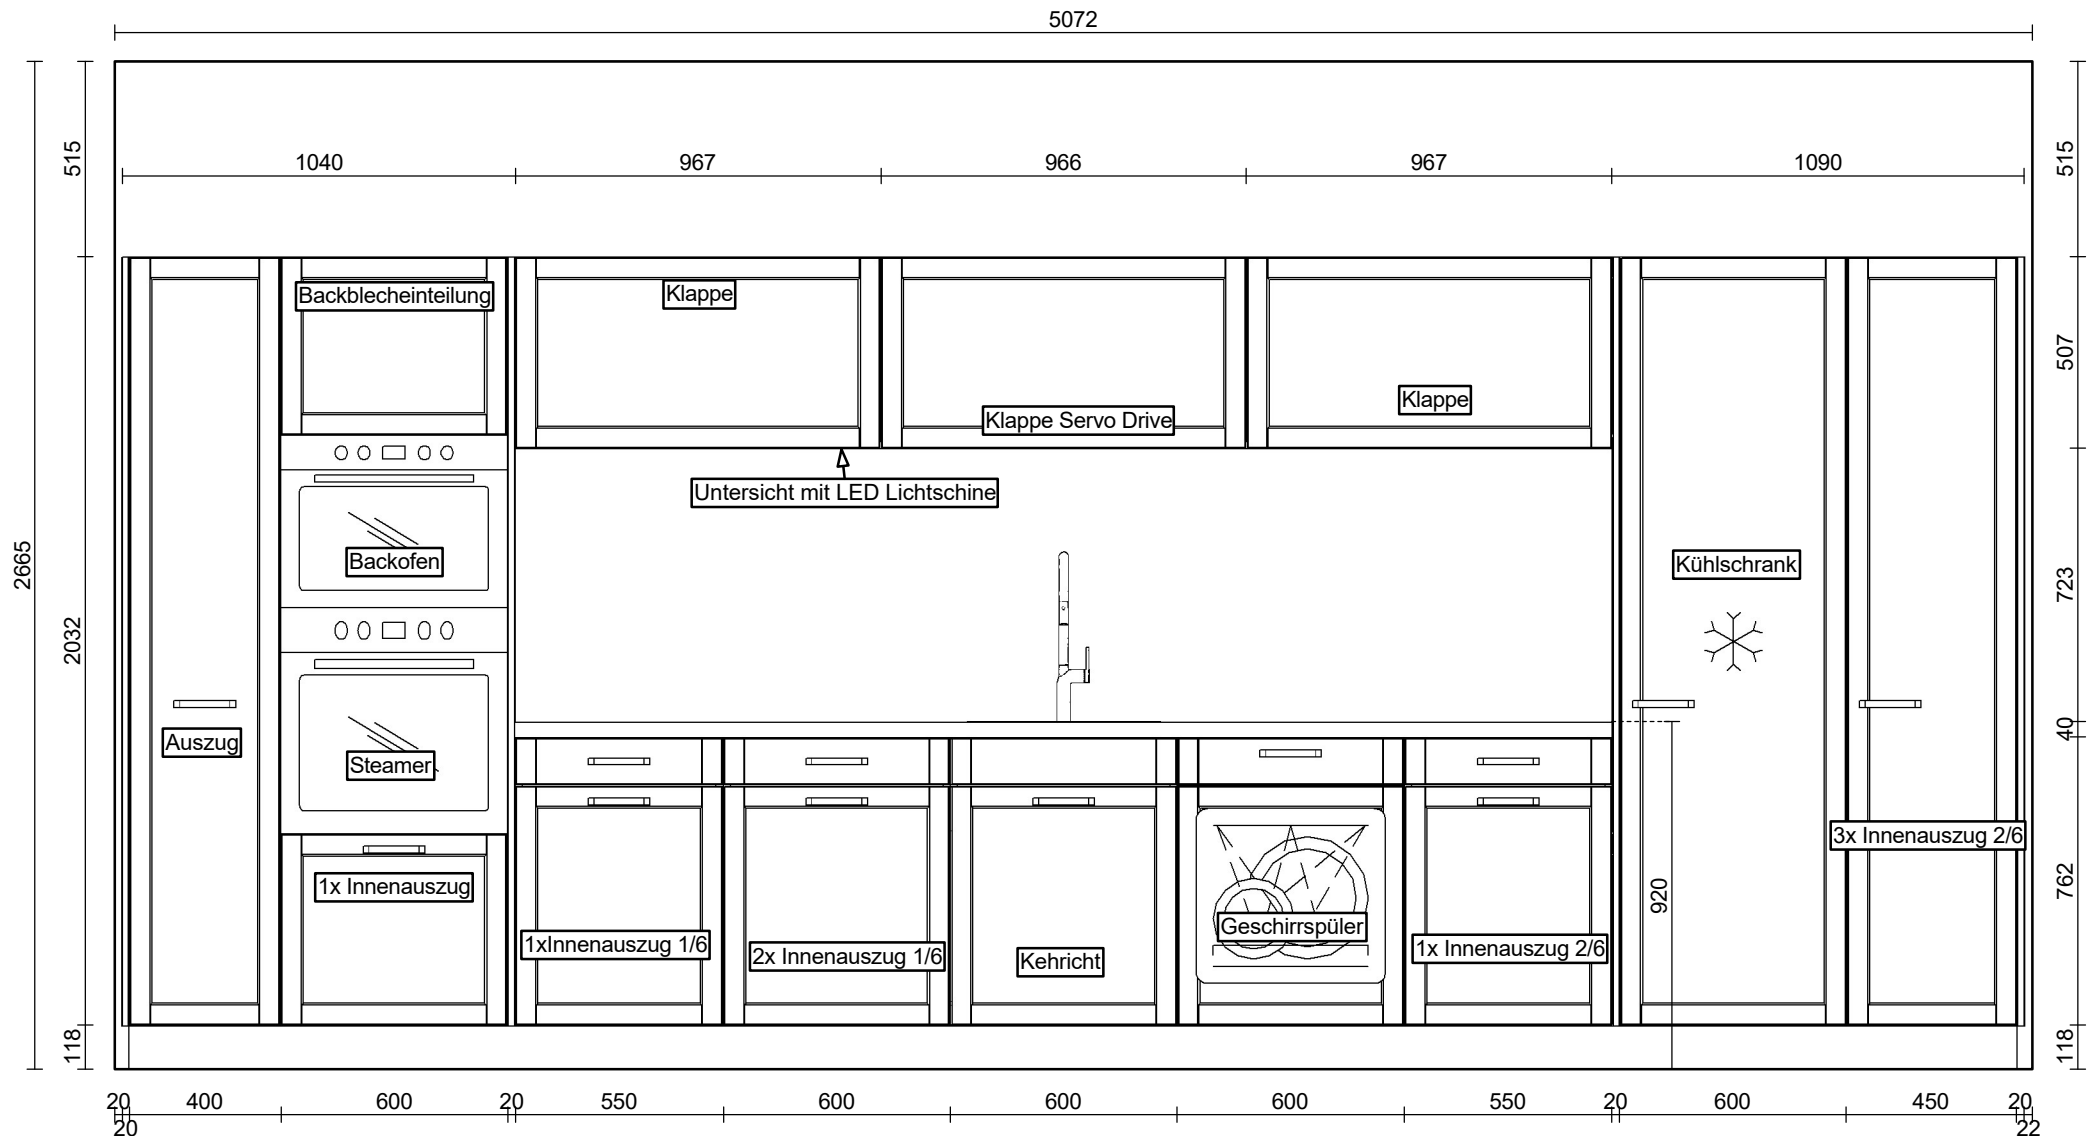 5072
1040 967 966 967 1090
515 515
Backblecheinteilung
Klappe
Klappe Servo Drive
Klappe
507
Untersicht mit LED Lichtschine
2665
2032
Backofen
Kühlschrank
723
Auszug
Steamer
40
1x Innenauszug
3x Innenauszug 2/6
762
920
1xInnenauszug 1/6
2x Innenauszug 1/6
Kehricht
Geschirrspüler
1x Innenauszug 2/6
118 118
20 400 600 20 550 600 600 600 550 20 600 450 20
20 22